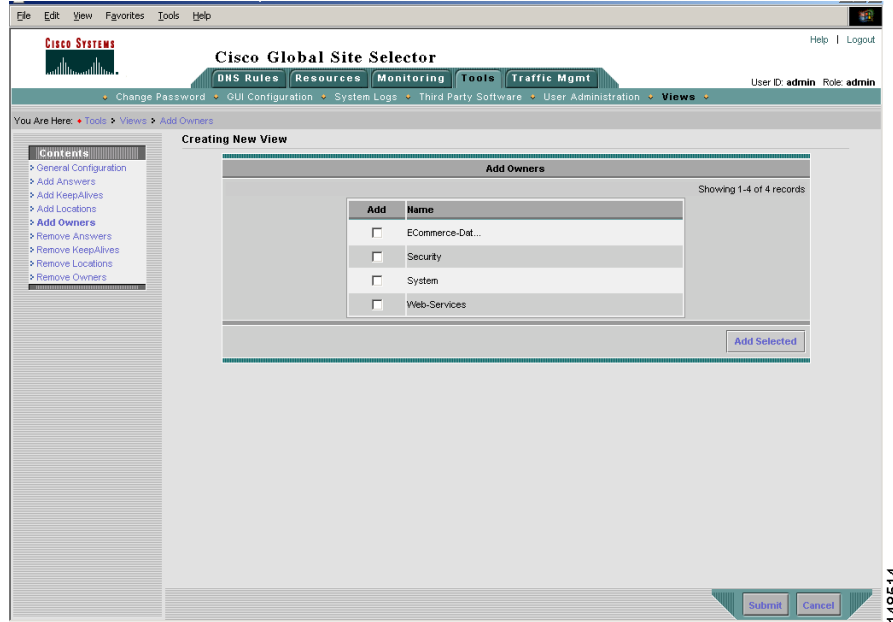 File Edit View Favorites Tools Help
CISCO SYSTEMS
Cisco Global Site Selector
Help | Logout
DNS Rules Resources Monitoring Tools Traffic Mgmt
User ID: admin Role: admin
Change Password GUI Configuration System Logs Third Party Software User Administration Views
You Are Here: Tools Views Add Owners
Contents
General Configuration
Add Answers
Add KeepAlives
Add Locations
Add Owners
Remove Answers
Remove KeepAlives
Remove Locations
Remove Owners
Creating New View
Add Owners
Showing 1-4 of 4 records
Add Name
ECommerce-Dat...
Security
System
Web-Services
Add Selected
Submit Cancel
148514